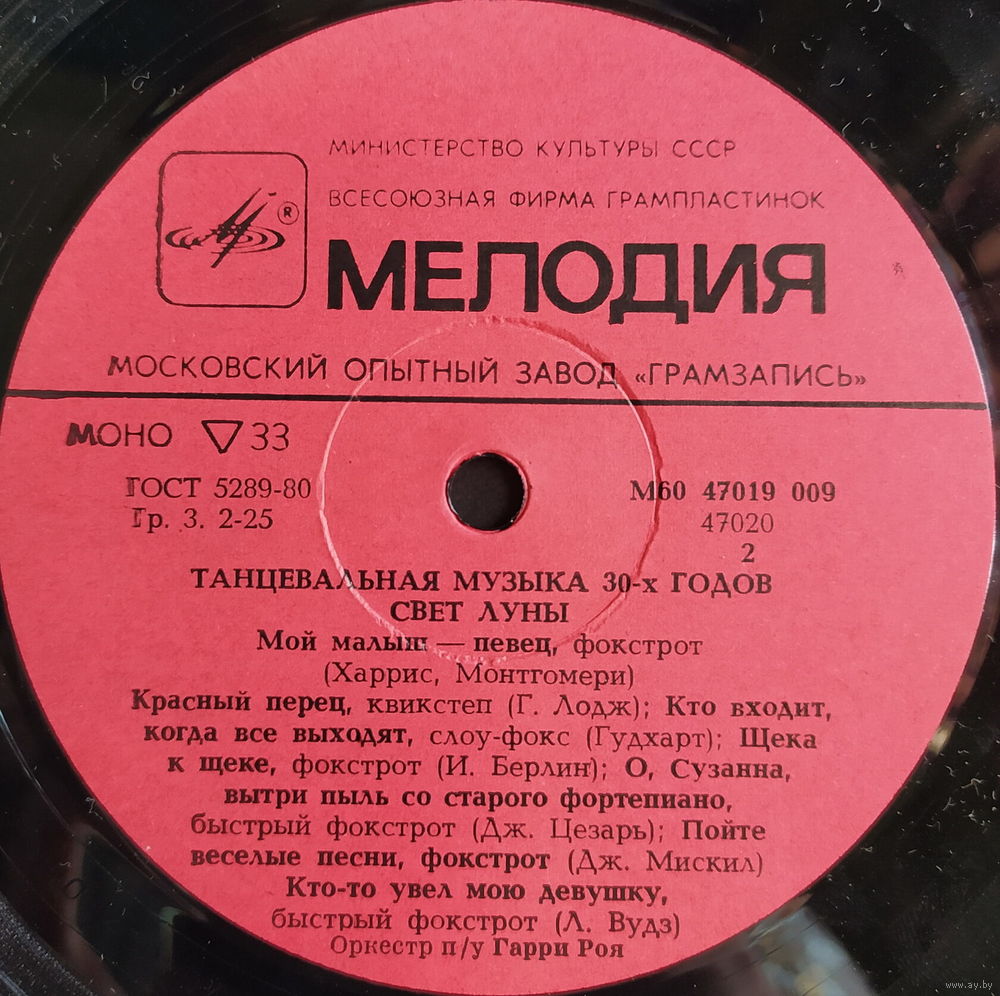 МИНИСТЕРСТВО КУЛЬТУРЫ СССР
ВСЕСОЮЗНАЯ ФИРМА ГРАМПЛАСТИНОК
®
МЕЛОДИЯ
МОСКОВСКИЙ ОПЫТНЫЙ ЗАВОД «ГРАМЗАПИСЬ»
МОНО ▽ 33
ГОСТ 5289-80
М60 47019 009
Гр. 3. 2-25
47020
2
ТАНЦЕВАЛЬНАЯ МУЗЫКА 30-х ГОДОВ
СВЕТ ЛУНЫ
Мой малыш — певец, фокстрот
(Харрис, Монтгомери)
Красный перец, квикстеп (Г. Лодж); Кто входит,
когда все выходят, слоу-фокс (Гудхарт); Щека
к щеке, фокстрот (И. Берлин); О, Сузанна,
вытри пыль со старого фортепиано,
быстрый фокстрот (Дж. Цезарь); Пойте
веселые песни, фокстрот (Дж. Мискил)
Кто-то увел мою девушку,
быстрый фокстрот (Л. Вудз)
Оркестр п/у Гарри Роя
www.ay.by